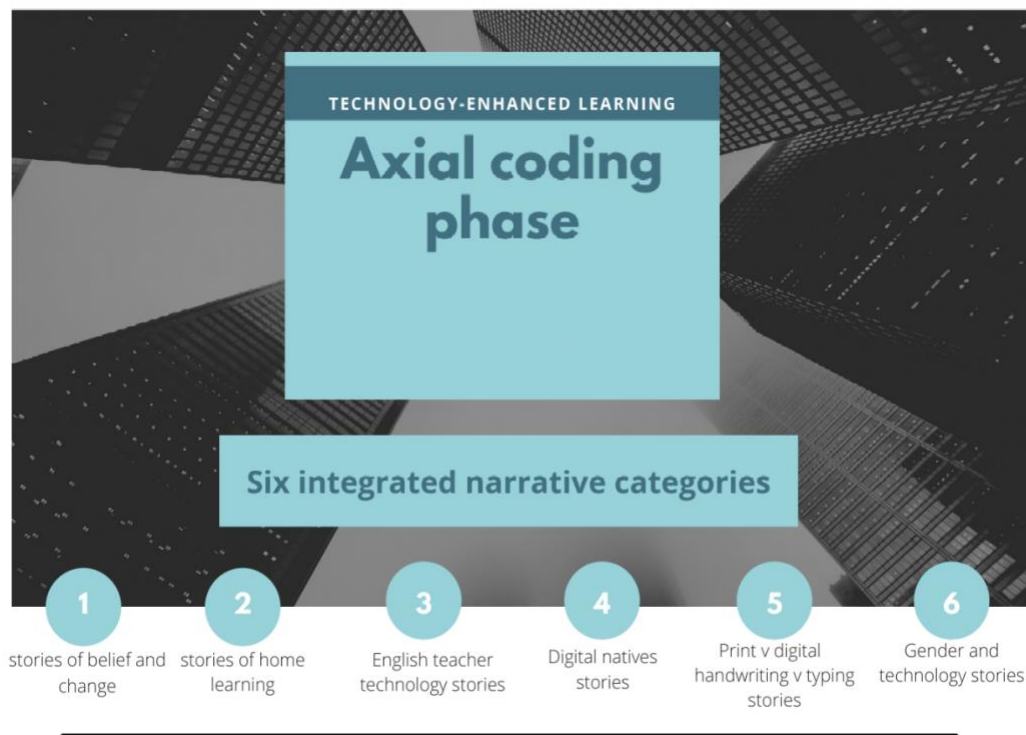 TECHNOLOGY-ENHANCED LEARNING
Axial coding
phase
Six integrated narrative categories
1
stories of belief and
change
2
stories of home
learning
3
English teacher
technology stories
4
Digital natives
stories
5
Print v digital
handwriting v typing
stories
6
Gender and
technology stories